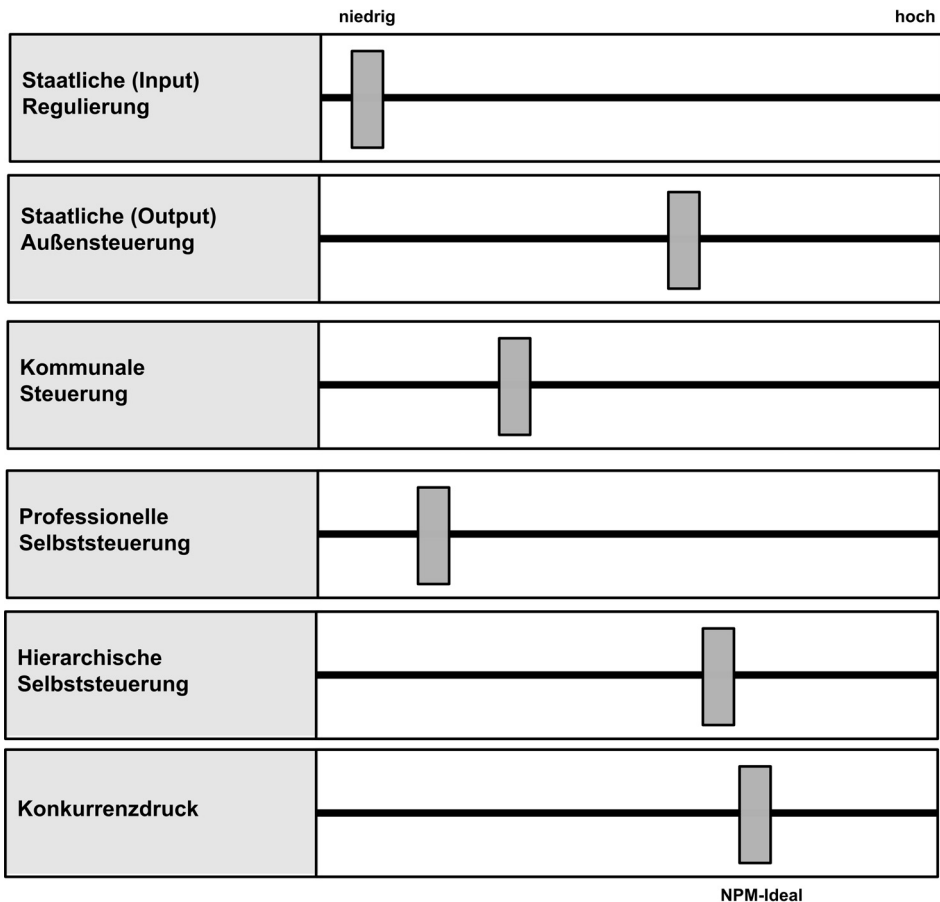 niedrig hoch
Staatliche (Input)
Regulierung
Staatliche (Output)
Außensteuerung
Kommunale
Steuerung
Professionelle
Selbststeuerung
Hierarchische
Selbststeuerung
Konkurrenzdruck
NPM-Ideal